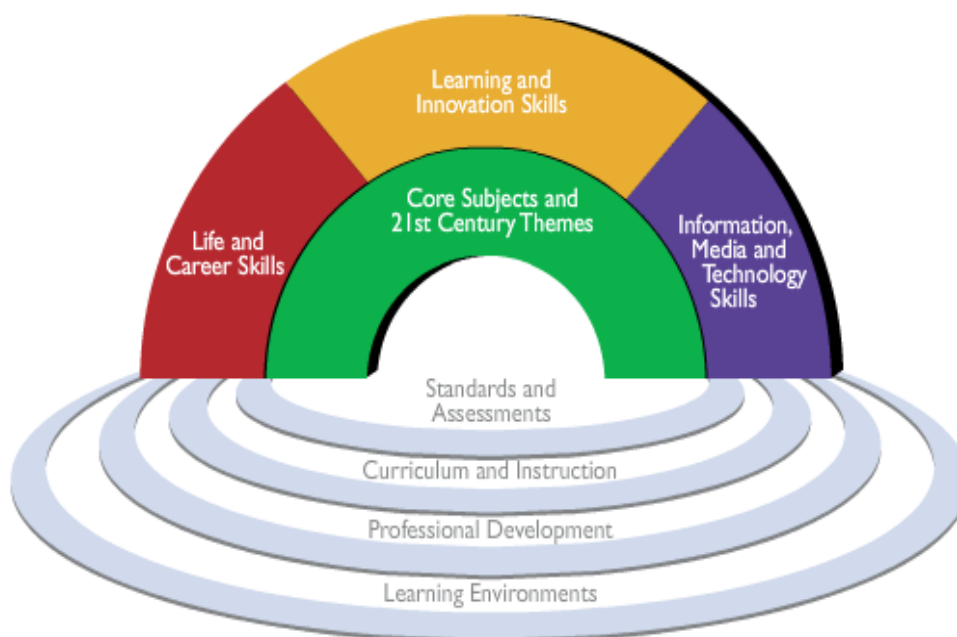 Learning and
Innovation Skills
Core Subjects and
21st Century Themes
Life and
Career Skills
Information,
Media and
Technology
Skills
Standards and
Assessments
Curriculum and Instruction
Professional Development
Learning Environments